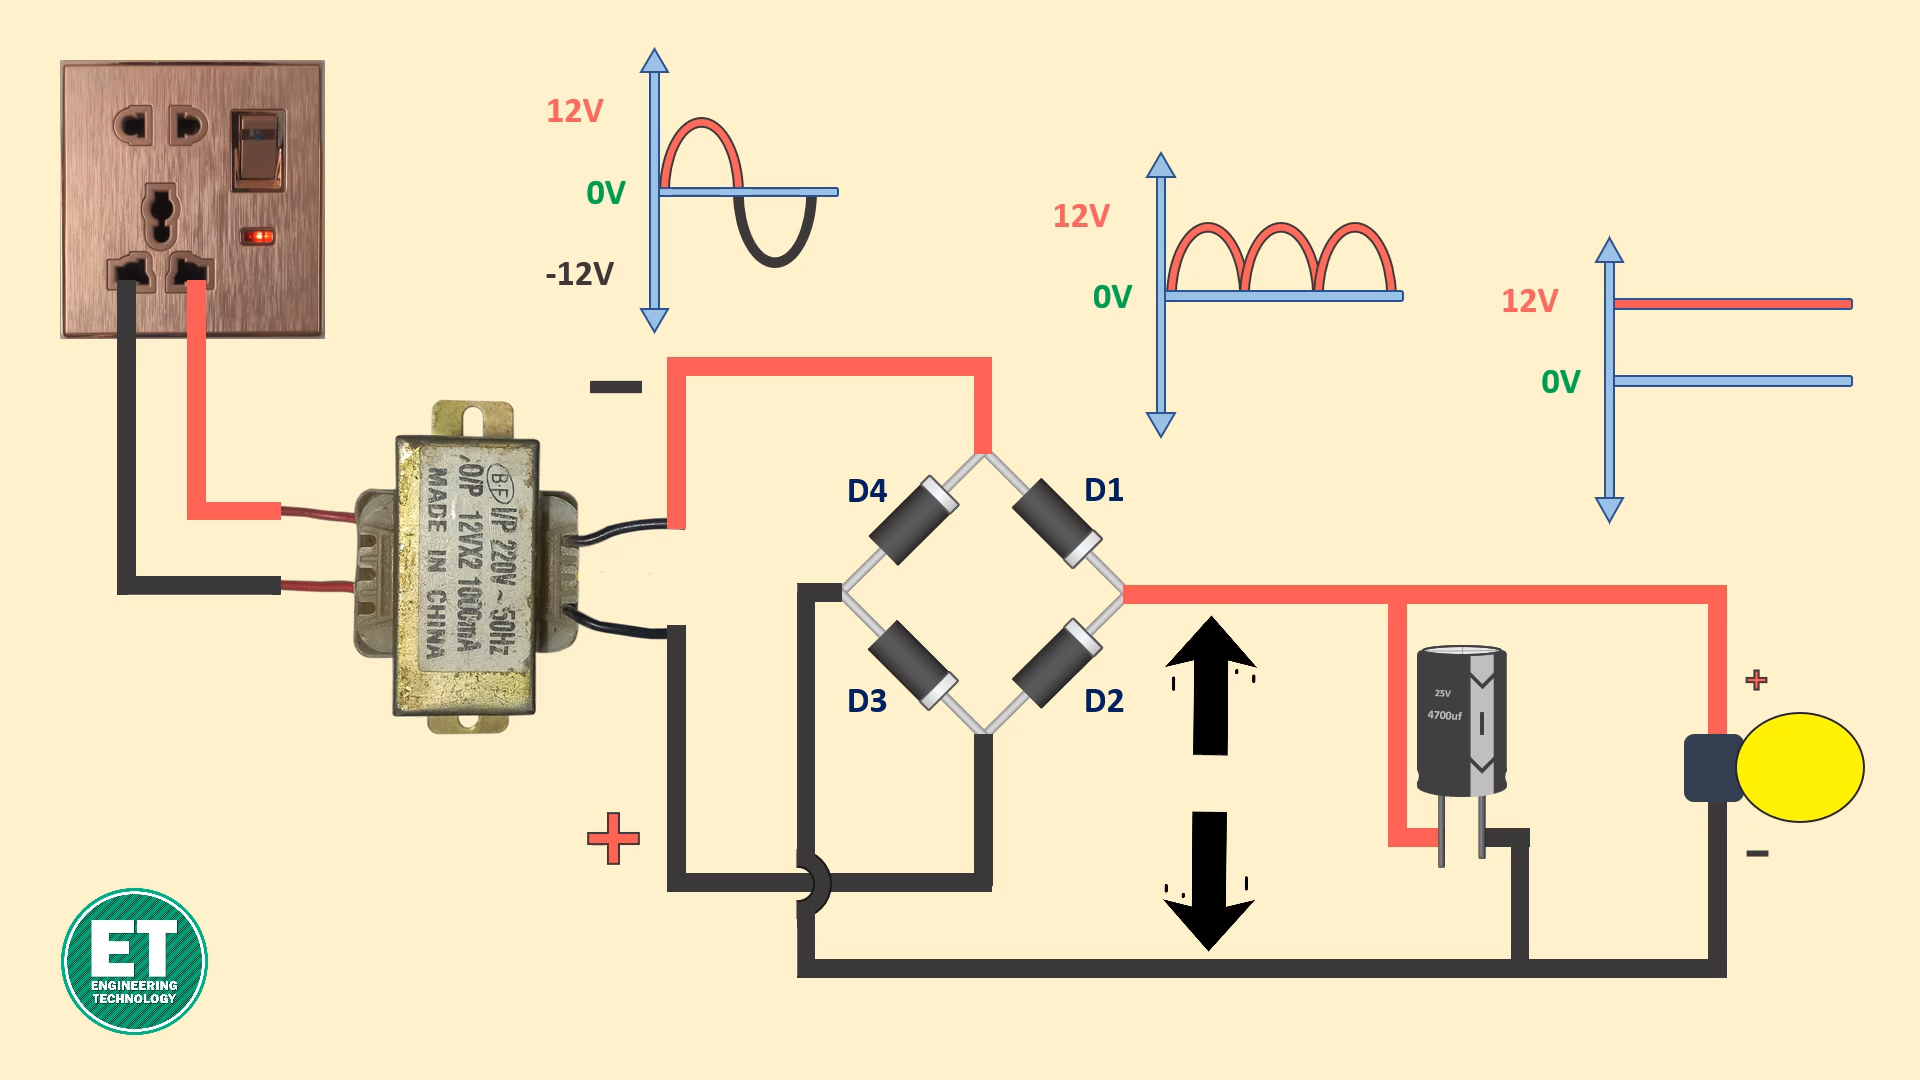 12V
0V
-12V
12V
0V
12V
0V
−
B.F I/P 220V ~ 50Hz
O/P 12VX2 1000mA
MADE IN CHINA
D4
D1
D3
D2
25V
4700uf
+
−
+
ET
ENGINEERING
TECHNOLOGY